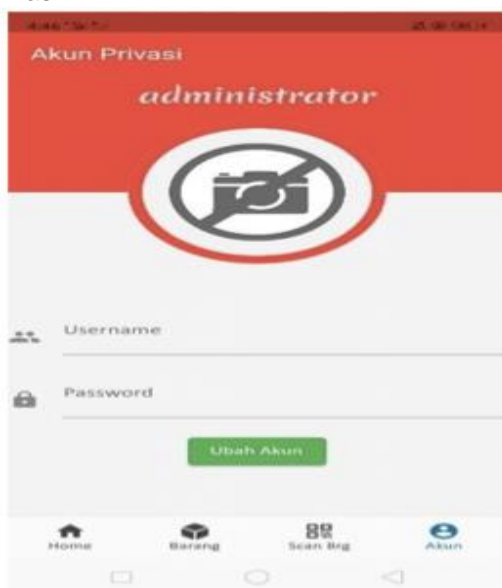 Akun Privasi
administrator
Username
Password
Ubah Akun
Home Barang Scan Brg Akun